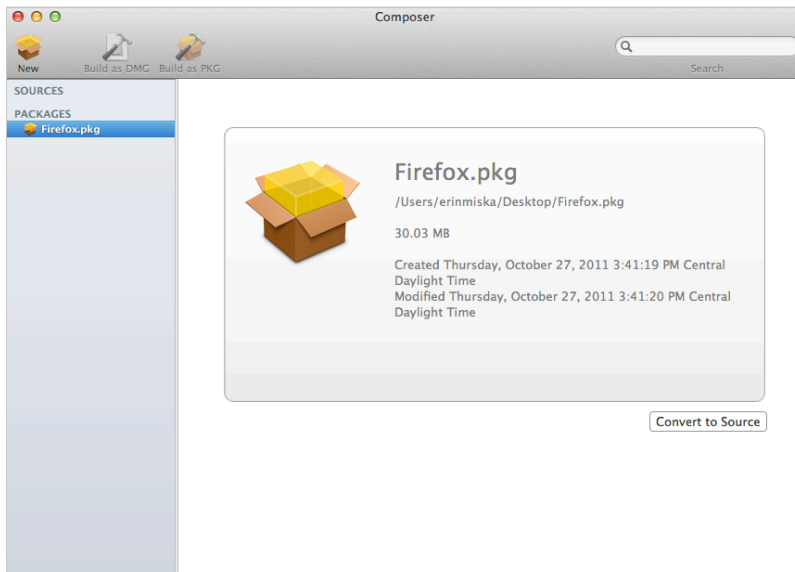 Composer
New
Build as DMG
Build as PKG
Search
SOURCES
PACKAGES
Firefox.pkg
Firefox.pkg
/Users/erinmiska/Desktop/Firefox.pkg
30.03 MB
Created Thursday, October 27, 2011 3:41:19 PM Central
Daylight Time
Modified Thursday, October 27, 2011 3:41:20 PM Central
Daylight Time
Convert to Source